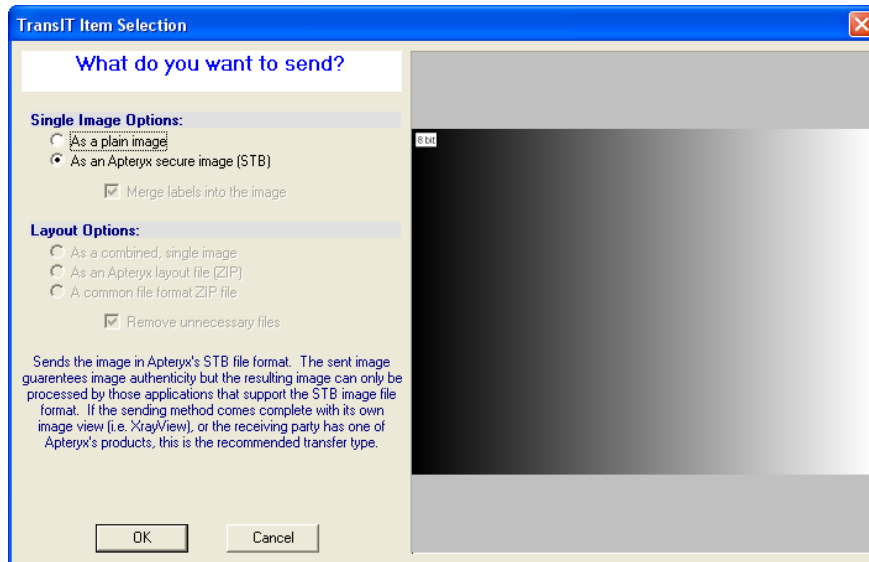 TransIT Item Selection
What do you want to send?
Single Image Options:
As a plain image
As an Apteryx secure image (STB)
Merge labels into the image
Layout Options:
As a combined, single image
As an Apteryx layout file (ZIP)
A common file format ZIP file
Remove unnecessary files
Sends the image in Apteryx's STB file format. The sent image
guarentees image authenticity but the resulting image can only be
processed by those applications that support the STB image file
format. If the sending method comes complete with its own
image view (i.e. XrayView), or the receiving party has one of
Apteryx's products, this is the recommended transfer type.
OK
Cancel
8 bit